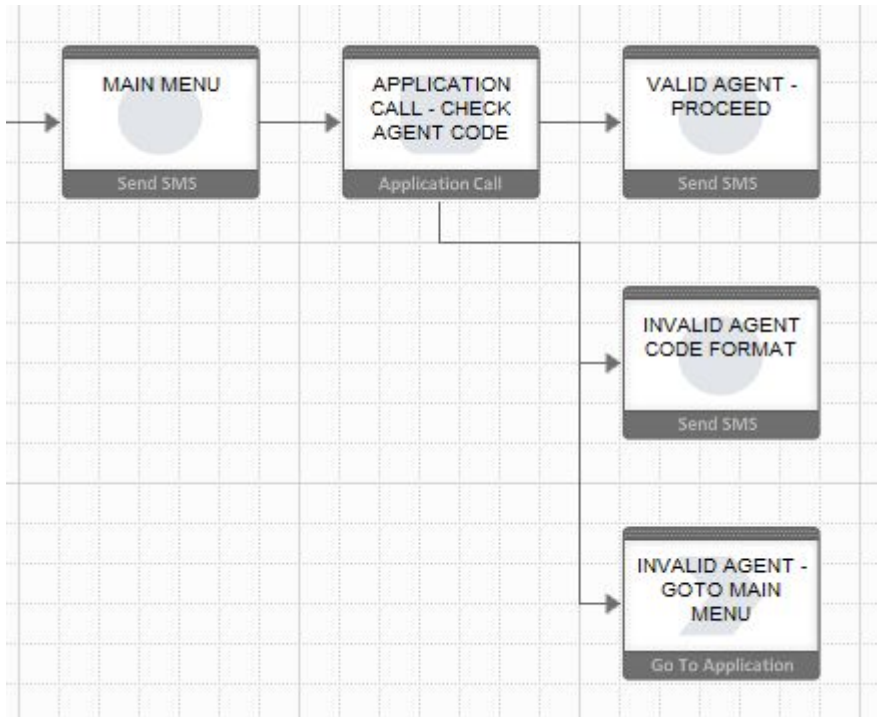 MAIN MENU
Send SMS
APPLICATION
CALL - CHECK
AGENT CODE
Application Call
VALID AGENT -
PROCEED
Send SMS
INVALID AGENT
CODE FORMAT
Send SMS
INVALID AGENT -
GOTO MAIN
MENU
Go To Application